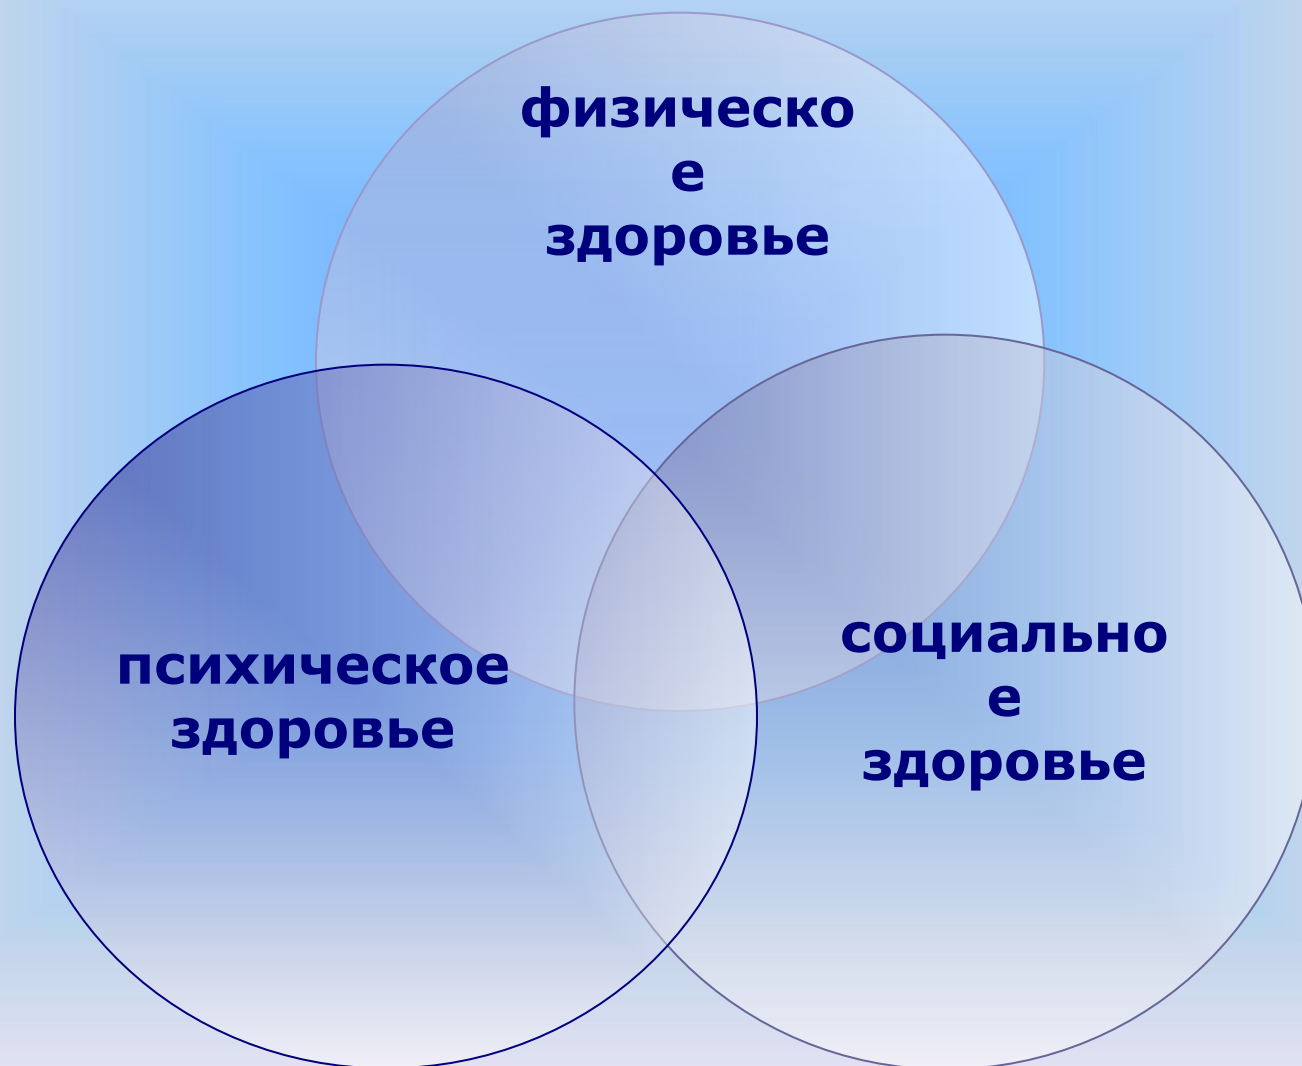 физическо
е
здоровье
психическое
здоровье
социально
е
здоровье